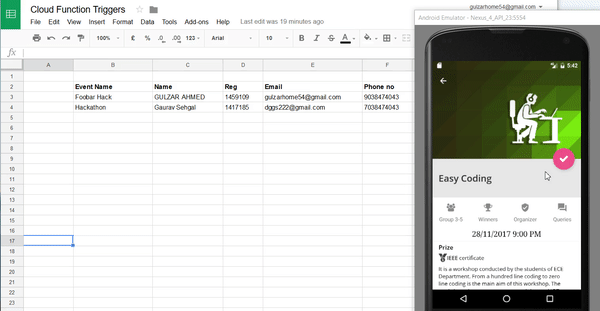 Cloud Function Triggers
gulzarhome54@gmail.com
File Edit View Insert Format Data Tools Add-ons Help Last edit was 19 minutes ago
$ % .0 .00 123 Arial 10 B I S A
fx
A B C D E F
1
2 Event Name Name Reg Email Phone no
3 Foobar Hack GULZAR AHMED 1459109 gulzarhome54@gmail.com 9038474043
4 Hackathon Gaurav Sehgal 1417185 dggs222@gmail.com 7038474043
5
6
7
8
9
10
11
12
13
14
15
16
17
18
19
20
21
22
23
Android Emulator - Nexus_4_API_23:5554
5:42
Easy Coding
Group 3-5 Winners Organizer Queries
28/11/2017 9:00 PM
Prize
IEEE certificate
It is a workshop conducted by the students of ECE
Department. From a hundred line coding to zero
line coding is the main aim of this workshop. The